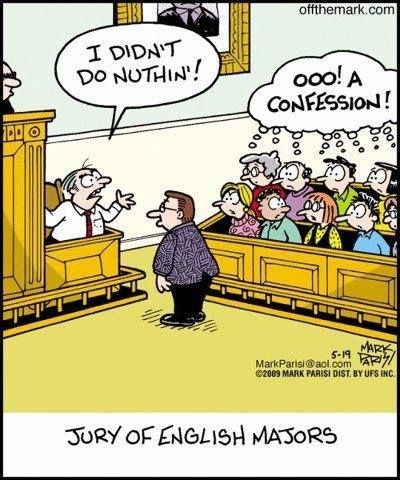 offthemark.com
I DIDN'T
DO NUTHIN'!
OOO! A
CONFESSION!
5-19 MARK
PARISI
MarkParisi@aol.com
©2009 MARK PARISI DIST. BY UFS INC.
JURY OF ENGLISH MAJORS